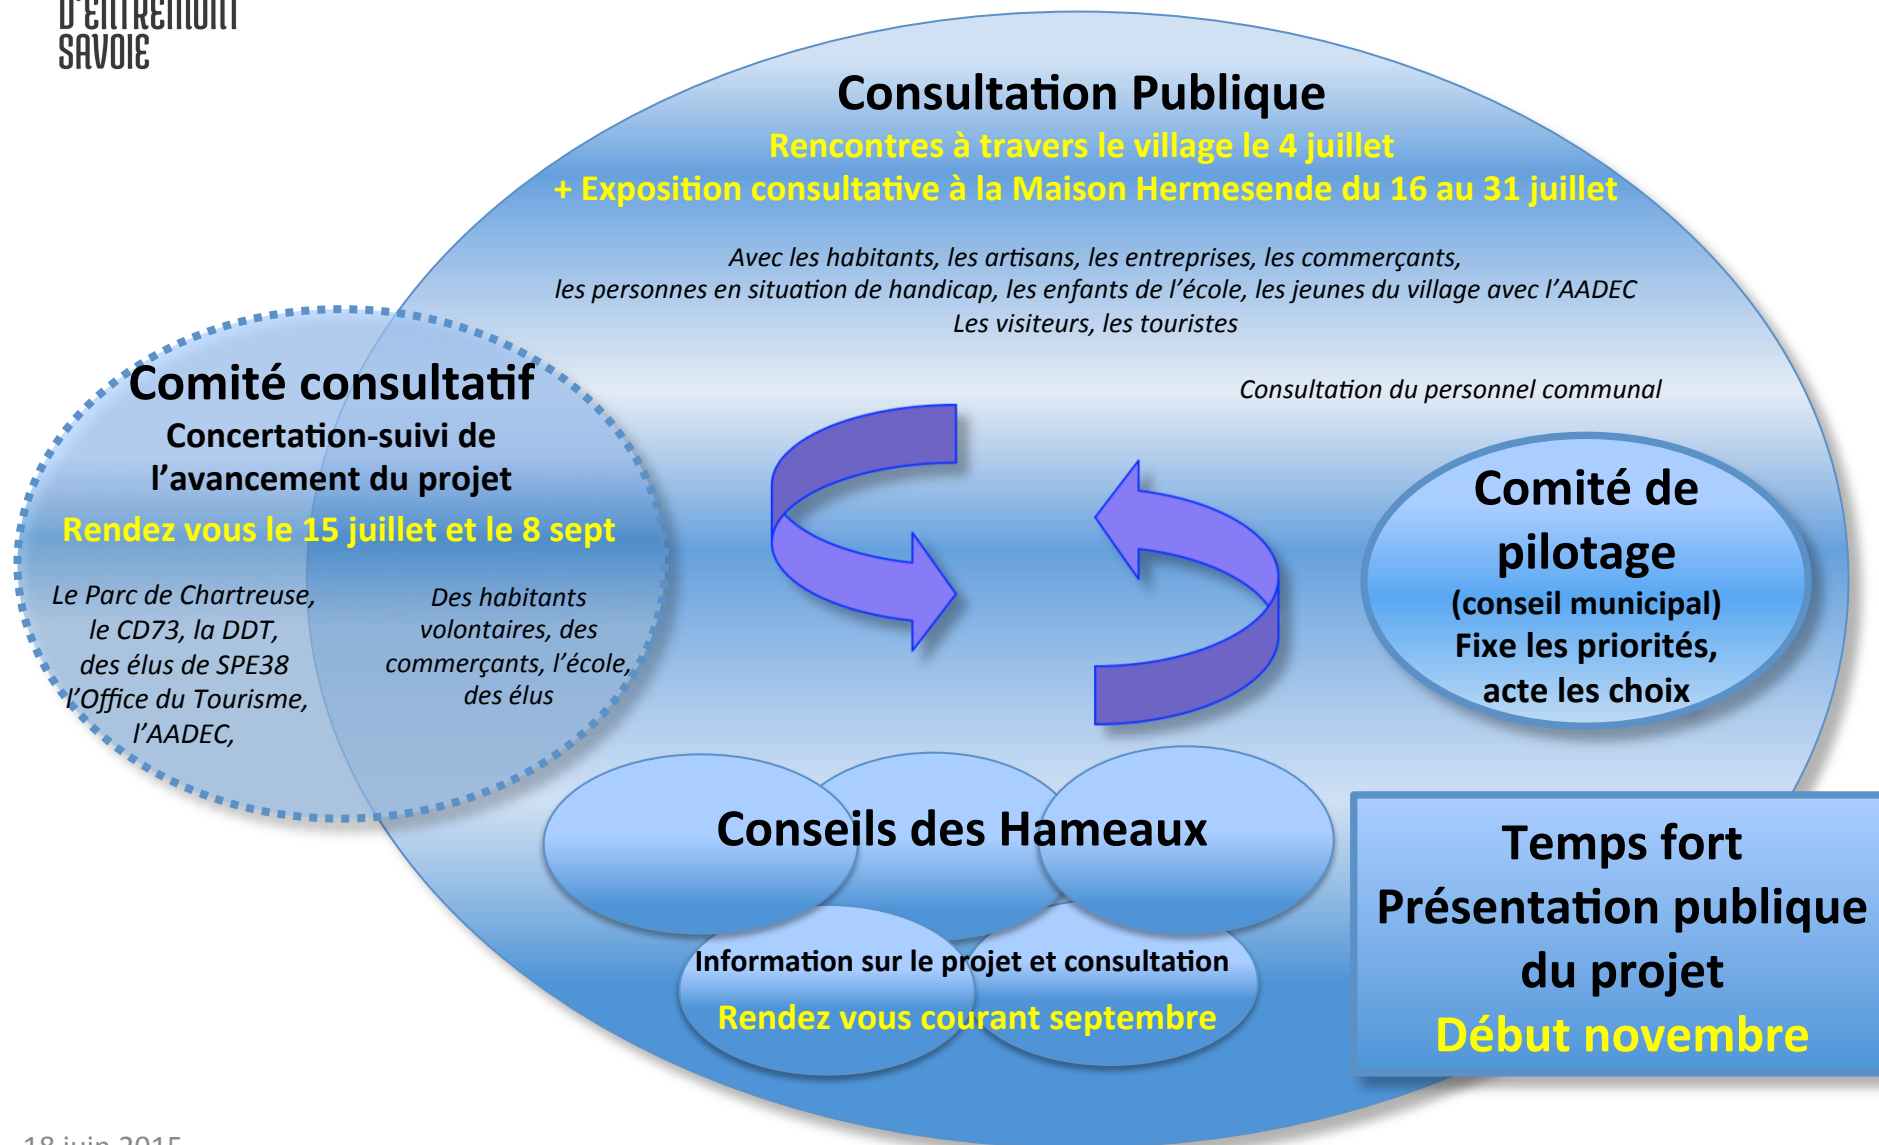 D'ENTREMONT
SAVOIE
Consultation Publique
Rencontres à travers le village le 4 juillet
+ Exposition consultative à la Maison Hermesende du 16 au 31 juillet
Avec les habitants, les artisans, les entreprises, les commerçants,
les personnes en situation de handicap, les enfants de l'école, les jeunes du village avec l'AADEC
Les visiteurs, les touristes
Consultation du personnel communal
Comité consultatif
Concertation-suivi de
l'avancement du projet
Rendez vous le 15 juillet et le 8 sept
Le Parc de Chartreuse,
le CD73, la DDT,
des élus de SPE38
l'Office du Tourisme,
l'AADEC,
Des habitants
volontaires, des
commerçants, l'école,
des élus
Comité de
pilotage
(conseil municipal)
Fixe les priorités,
acte les choix
Conseils des Hameaux
Information sur le projet et consultation
Rendez vous courant septembre
Temps fort
Présentation publique
du projet
Début novembre
18 juin 2015